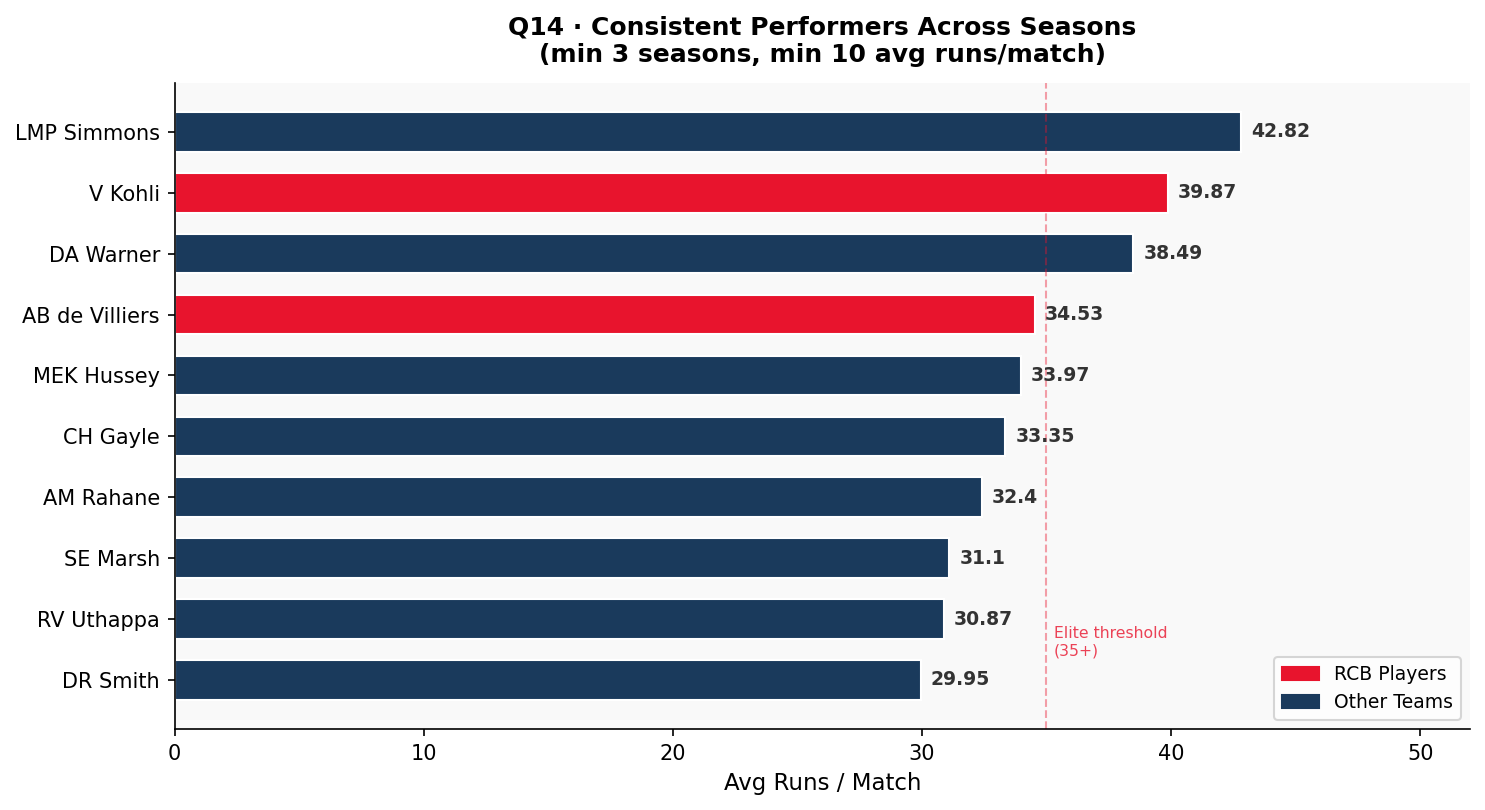 Q14 · Consistent Performers Across Seasons
(min 3 seasons, min 10 avg runs/match)
LMP Simmons 42.82
V Kohli 39.87
DA Warner 38.49
AB de Villiers 34.53
MEK Hussey 33.97
CH Gayle 33.35
AM Rahane 32.4
SE Marsh 31.1
RV Uthappa 30.87
Elite threshold
(35+)
DR Smith 29.95
RCB Players
Other Teams
0 10 20 30 40 50
Avg Runs / Match